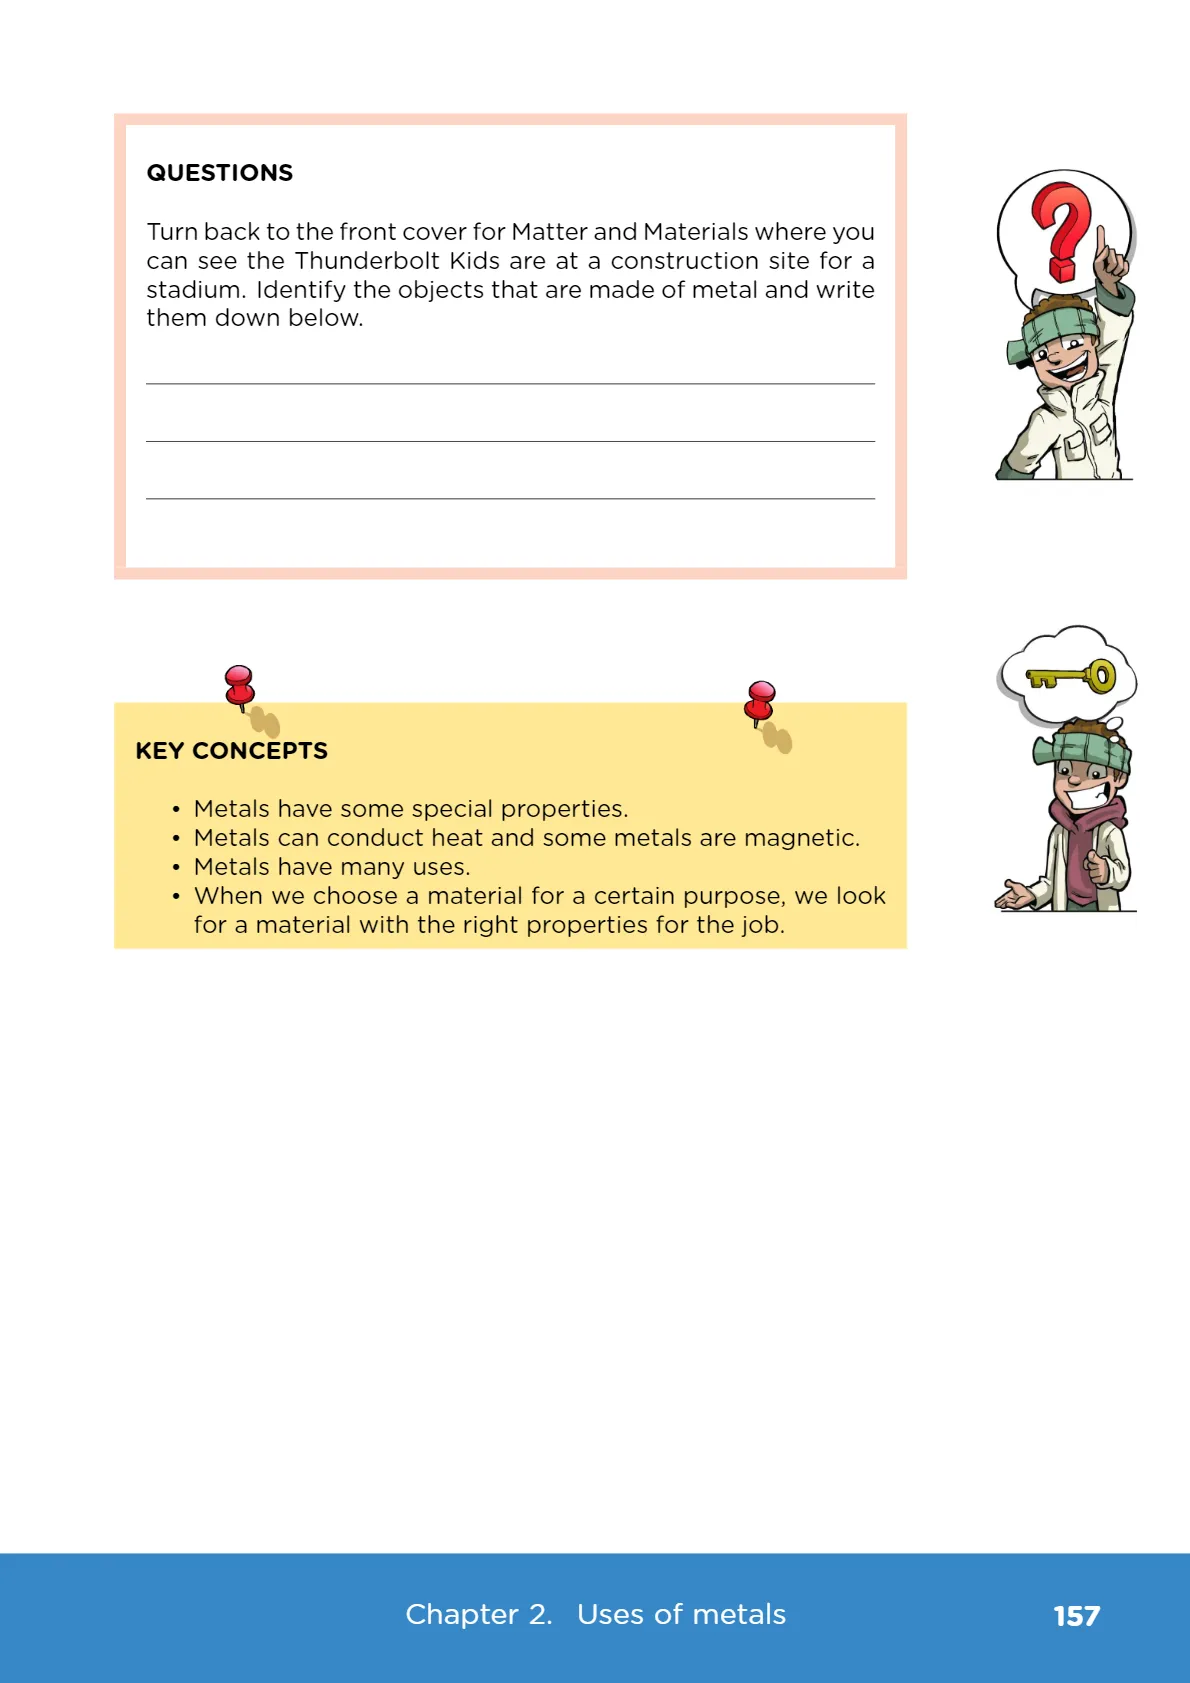 QUESTIONS
Turn back to the front cover for Matter and Materials where you
can see the Thunderbolt Kids are at a construction site for a
stadium. Identify the objects that are made of metal and write
them down below.
?
KEY CONCEPTS
• Metals have some special properties.
• Metals can conduct heat and some metals are magnetic.
• Metals have many uses.
• When we choose a material for a certain purpose, we look
for a material with the right properties for the job.
Chapter 2. Uses of metals 157